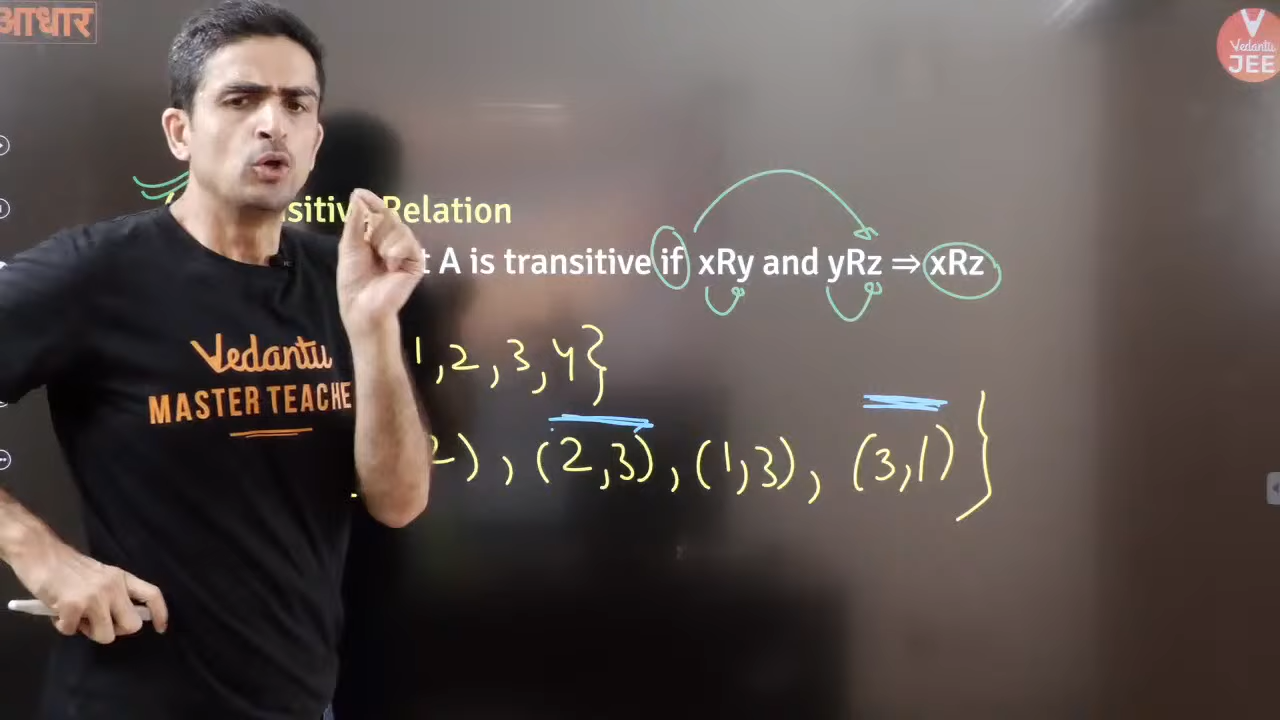 आधार
Vedantu
JEE
Relation
A is transitive if xRy and yRz ⇒ xRz
1,2,3,4}
2), (2,3), (1,3), (3,1)}
Vedantu
MASTER TEACHE